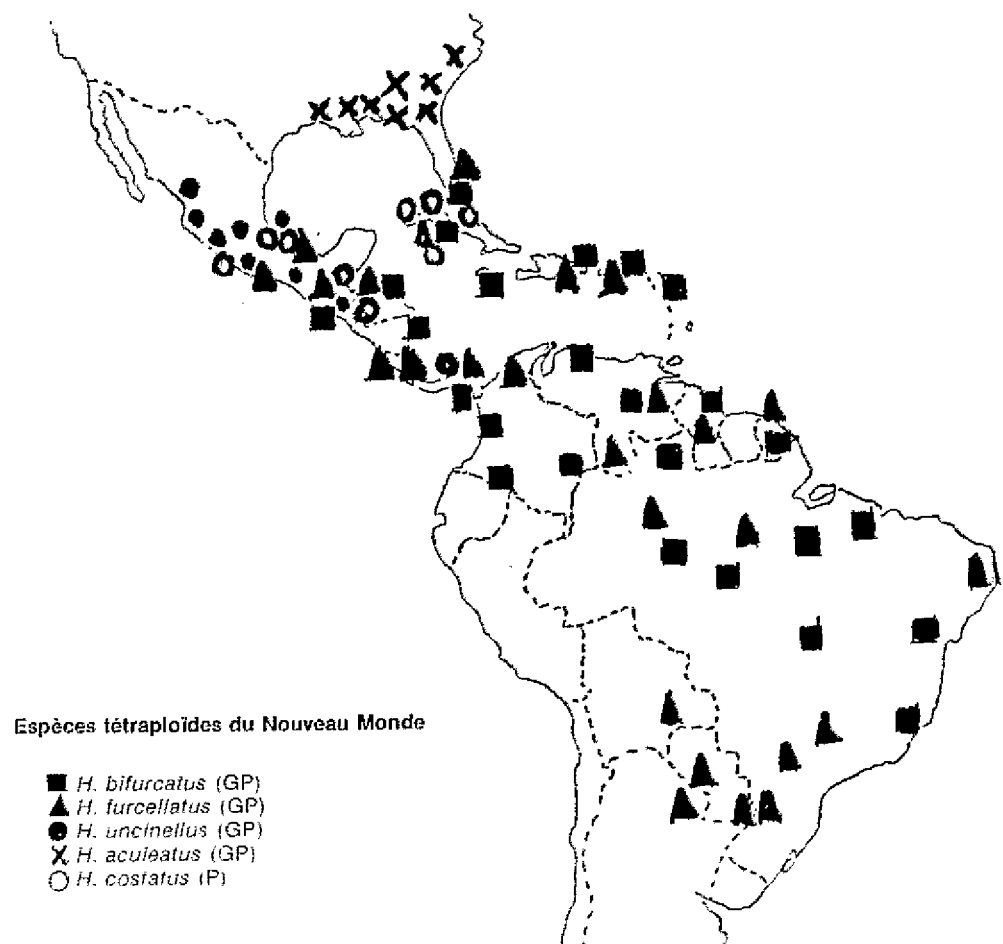 Espèces tétraploïdes du Nouveau Monde
H. bifurcatus (GP)
H. furcellatus (GP)
H. uncinellus (GP)
H. aculeatus (GP)
H. costatus (P)